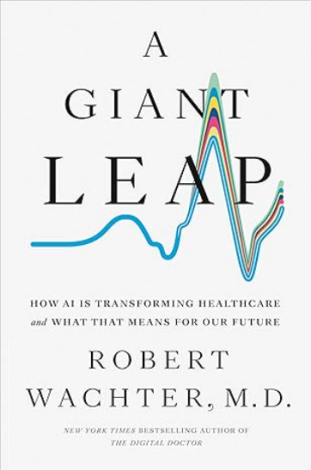 A
GIANT
LEAP
HOW AI IS TRANSFORMING HEALTHCARE
and WHAT THAT MEANS FOR OUR FUTURE
ROBERT
WACHTER, M.D.
NEW YORK TIMES BESTSELLING AUTHOR OF
THE DIGITAL DOCTOR